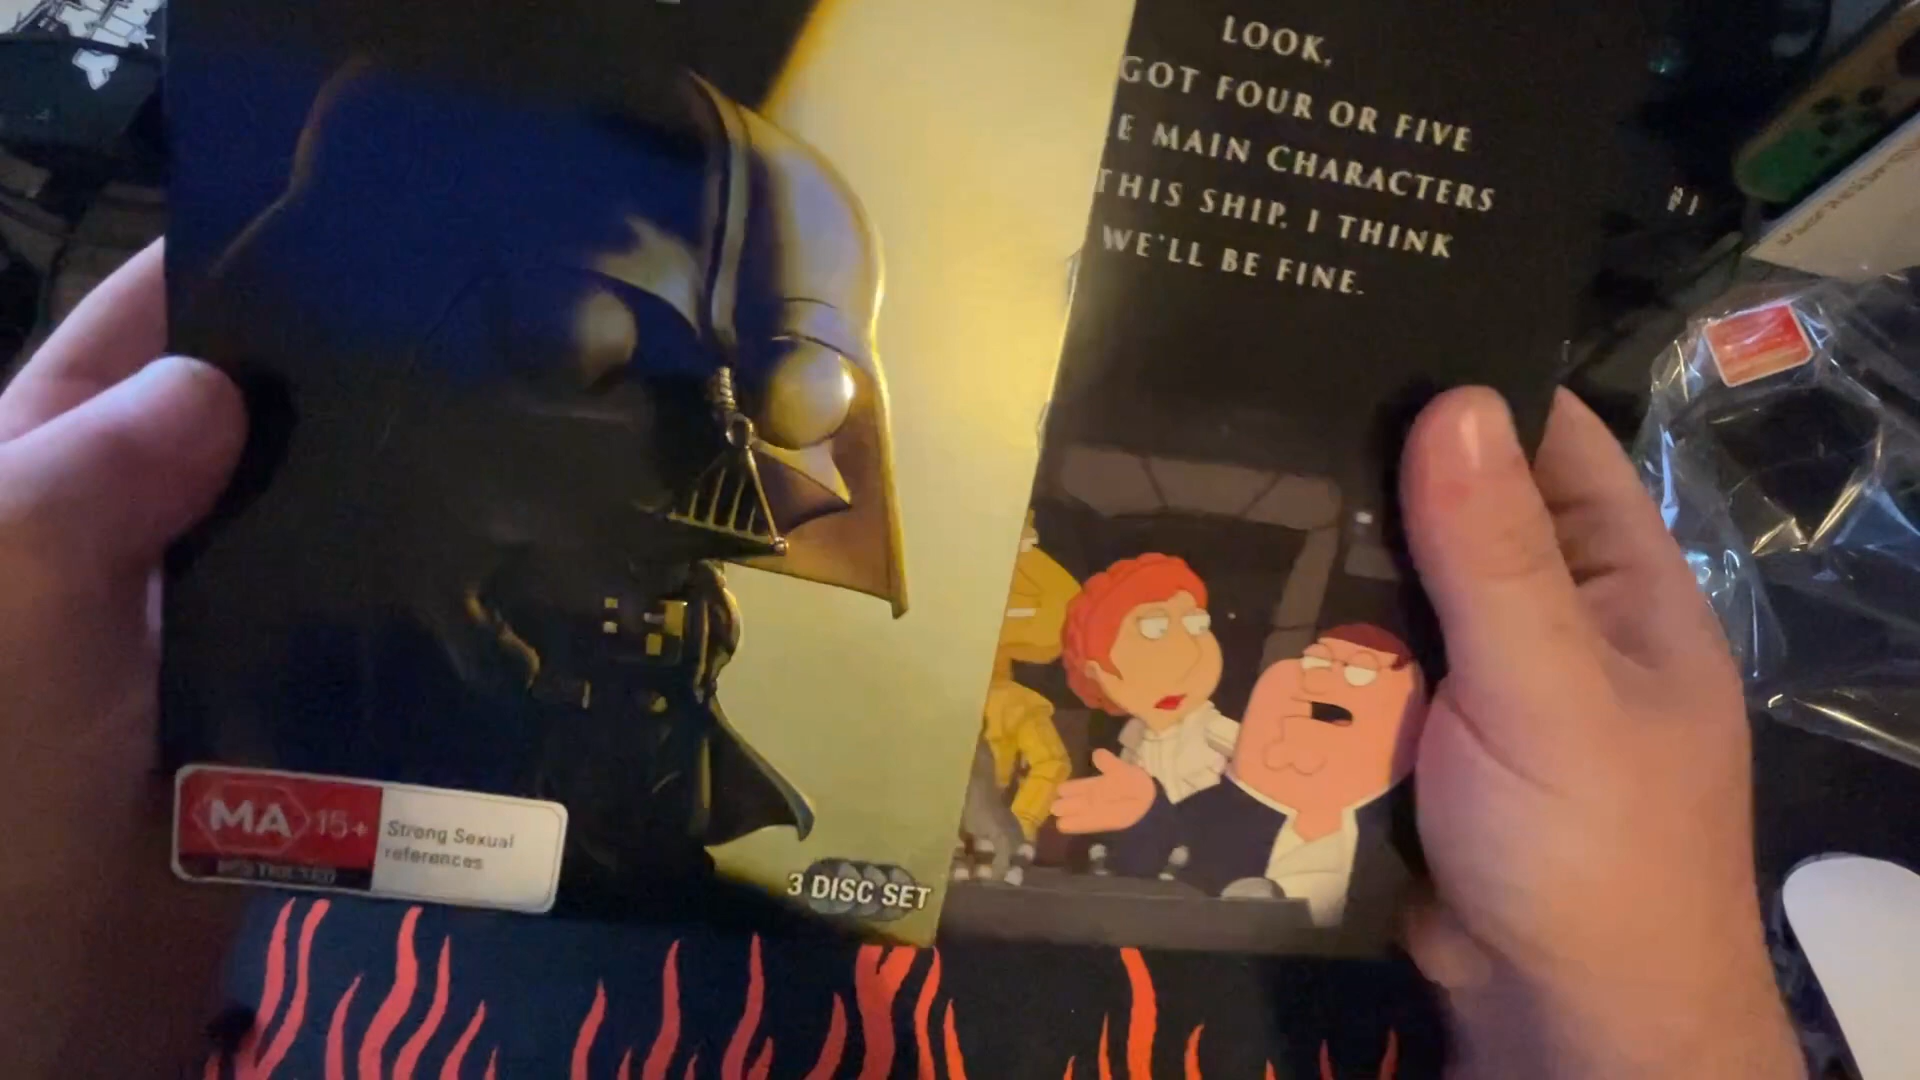 LOOK,
GOT FOUR OR FIVE
E MAIN CHARACTERS
THIS SHIP. I THINK
WE'LL BE FINE.
MA 15+
Strong Sexual
references
RESTRICTED
3 DISC SET